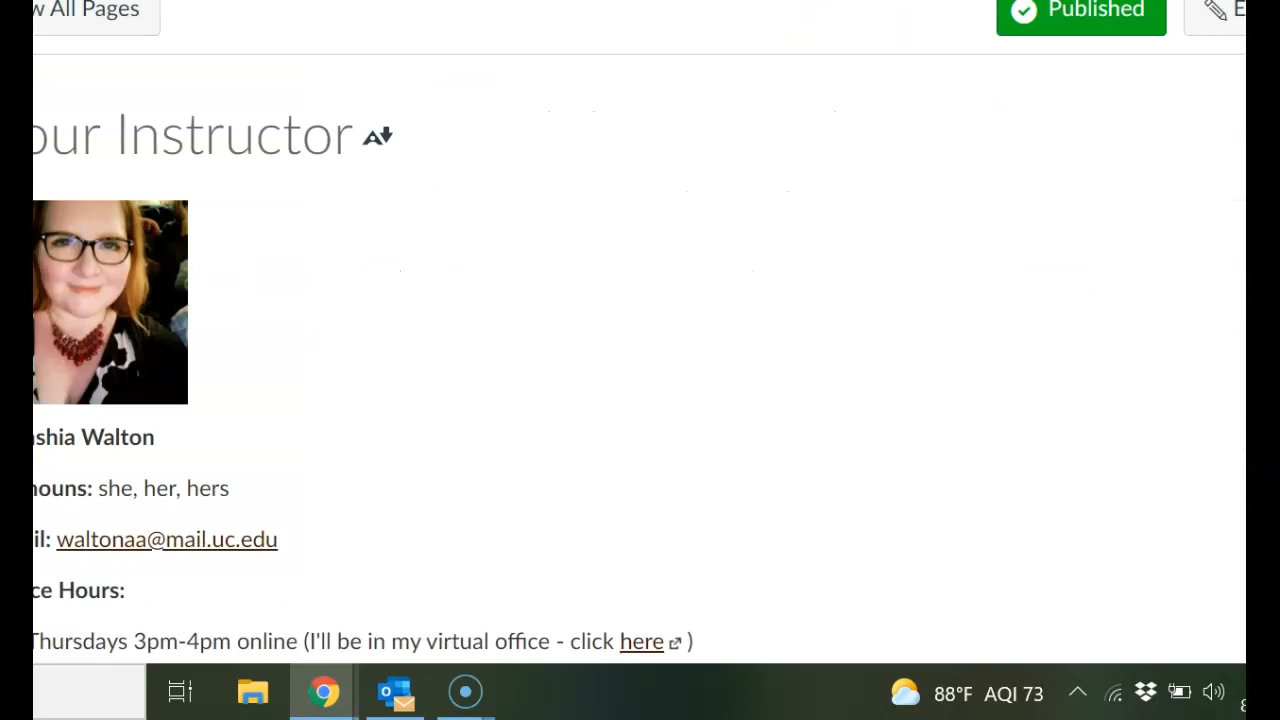 w All Pages
Published
E
our Instructor
shia Walton
nouns: she, her, hers
il: waltonaa@mail.uc.edu
ce Hours:
Thursdays 3pm-4pm online (I'll be in my virtual office - click here )
88°F AQI 73